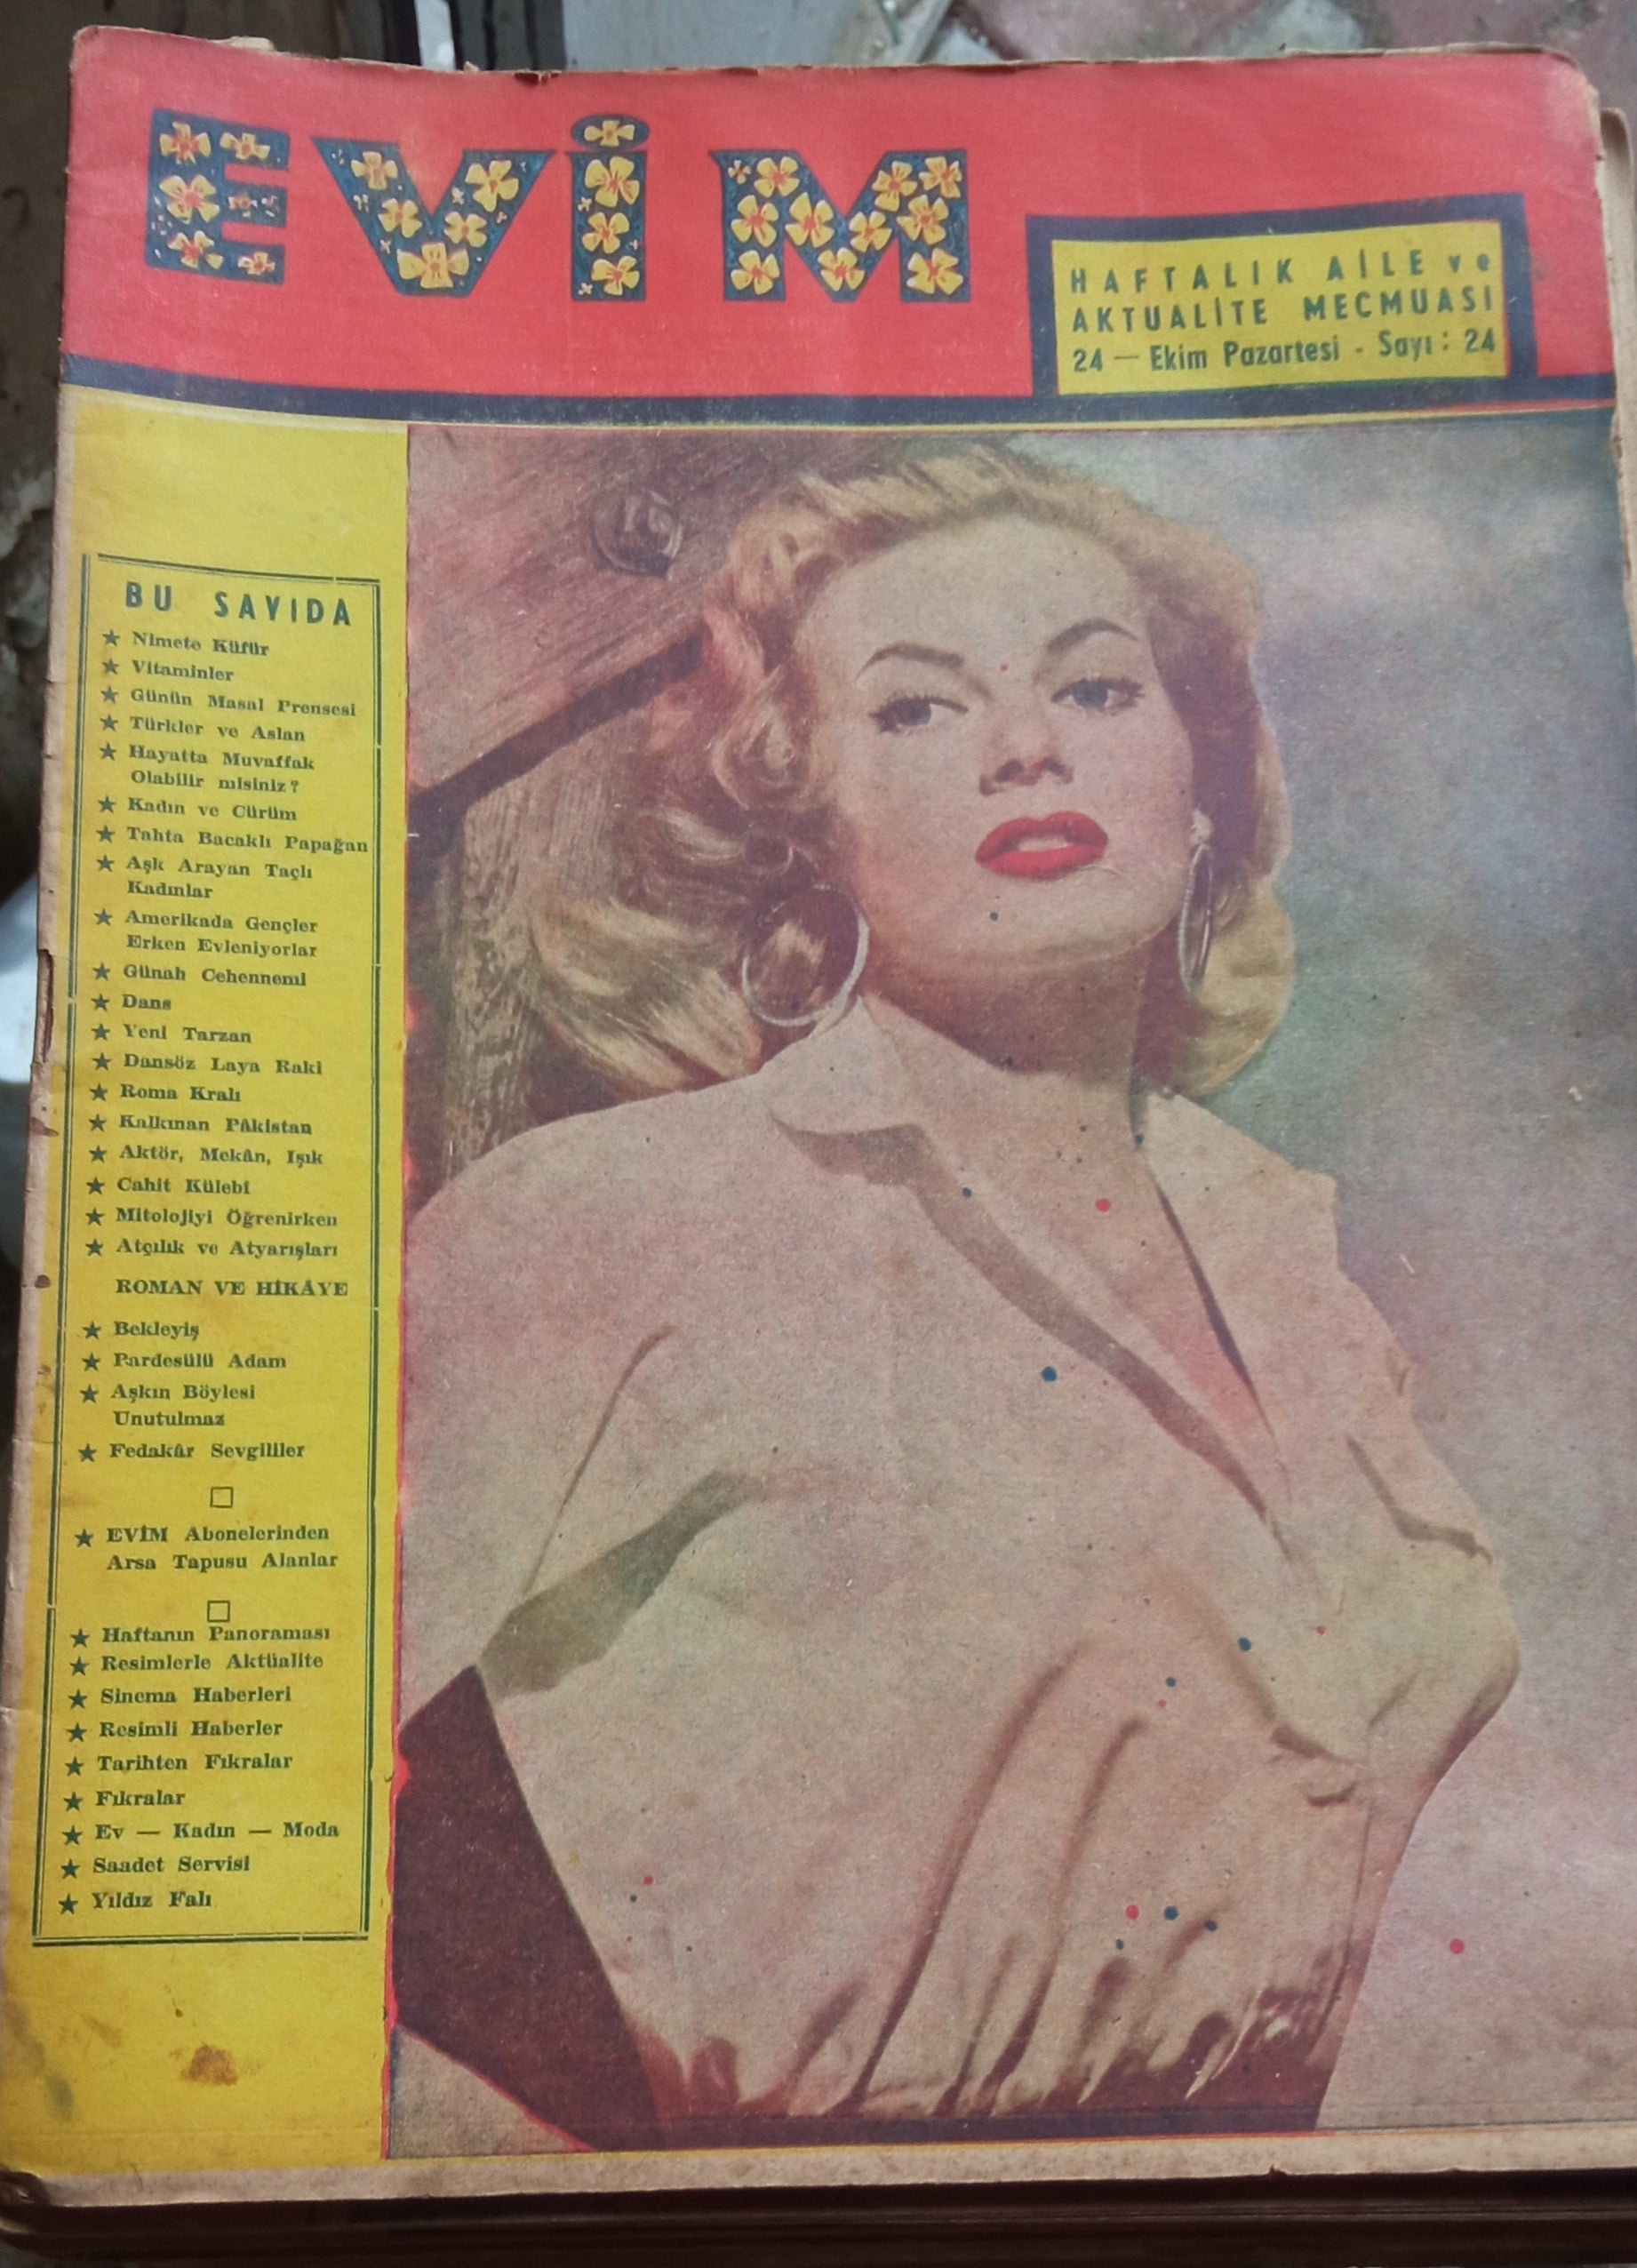 EVİM
HAFTALIK AİLE ve
AKTUALİTE MECMUASI
24 — Ekim Pazartesi - Sayı: 24
BU SAYIDA
★ Nimete Küfür
★ Vitaminler
★ Günün Masal Prensesi
★ Türkler ve Aslan
★ Hayatta Muvaffak
Olabilir misiniz?
★ Kadın ve Cürüm
★ Tahta Bacaklı Papağan
★ Aşk Arayan Taçlı
Kadınlar
★ Amerikada Gençler
Erken Evleniyorlar
★ Günah Cehennemi
★ Dans
★ Yeni Tarzan
★ Dansöz Laya Raki
★ Roma Kralı
★ Kalkınan Pâkistan
★ Aktör, Mekân, Işık
★ Cahit Külebi
★ Mitolojiyi Öğrenirken
★ Atçılık ve Atyarışları
ROMAN VE HİKÂYE
★ Bekleyiş
★ Pardesülü Adam
★ Aşkın Böylesi
Unutulmaz
★ Fedakâr Sevgililer
★ EVİM Abonelerinden
Arsa Tapusu Alanlar
★ Haftanın Panoraması
★ Resimlerle Aktüalite
★ Sinema Haberleri
★ Resimli Haberler
★ Tarihten Fıkralar
★ Fıkralar
★ Ev — Kadın — Moda
★ Saadet Servisi
★ Yıldız Falı